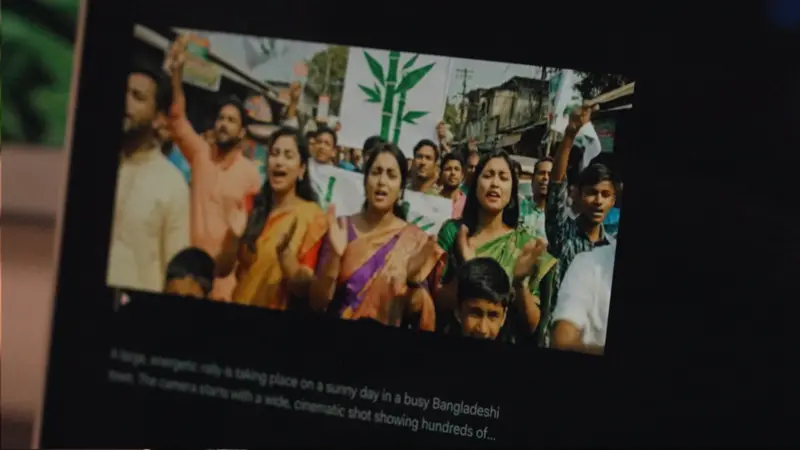 A large, energetic rally is taking place on a sunny day in a busy Bangladeshi
town. The camera starts with a wide, cinematic shot showing hundreds of...